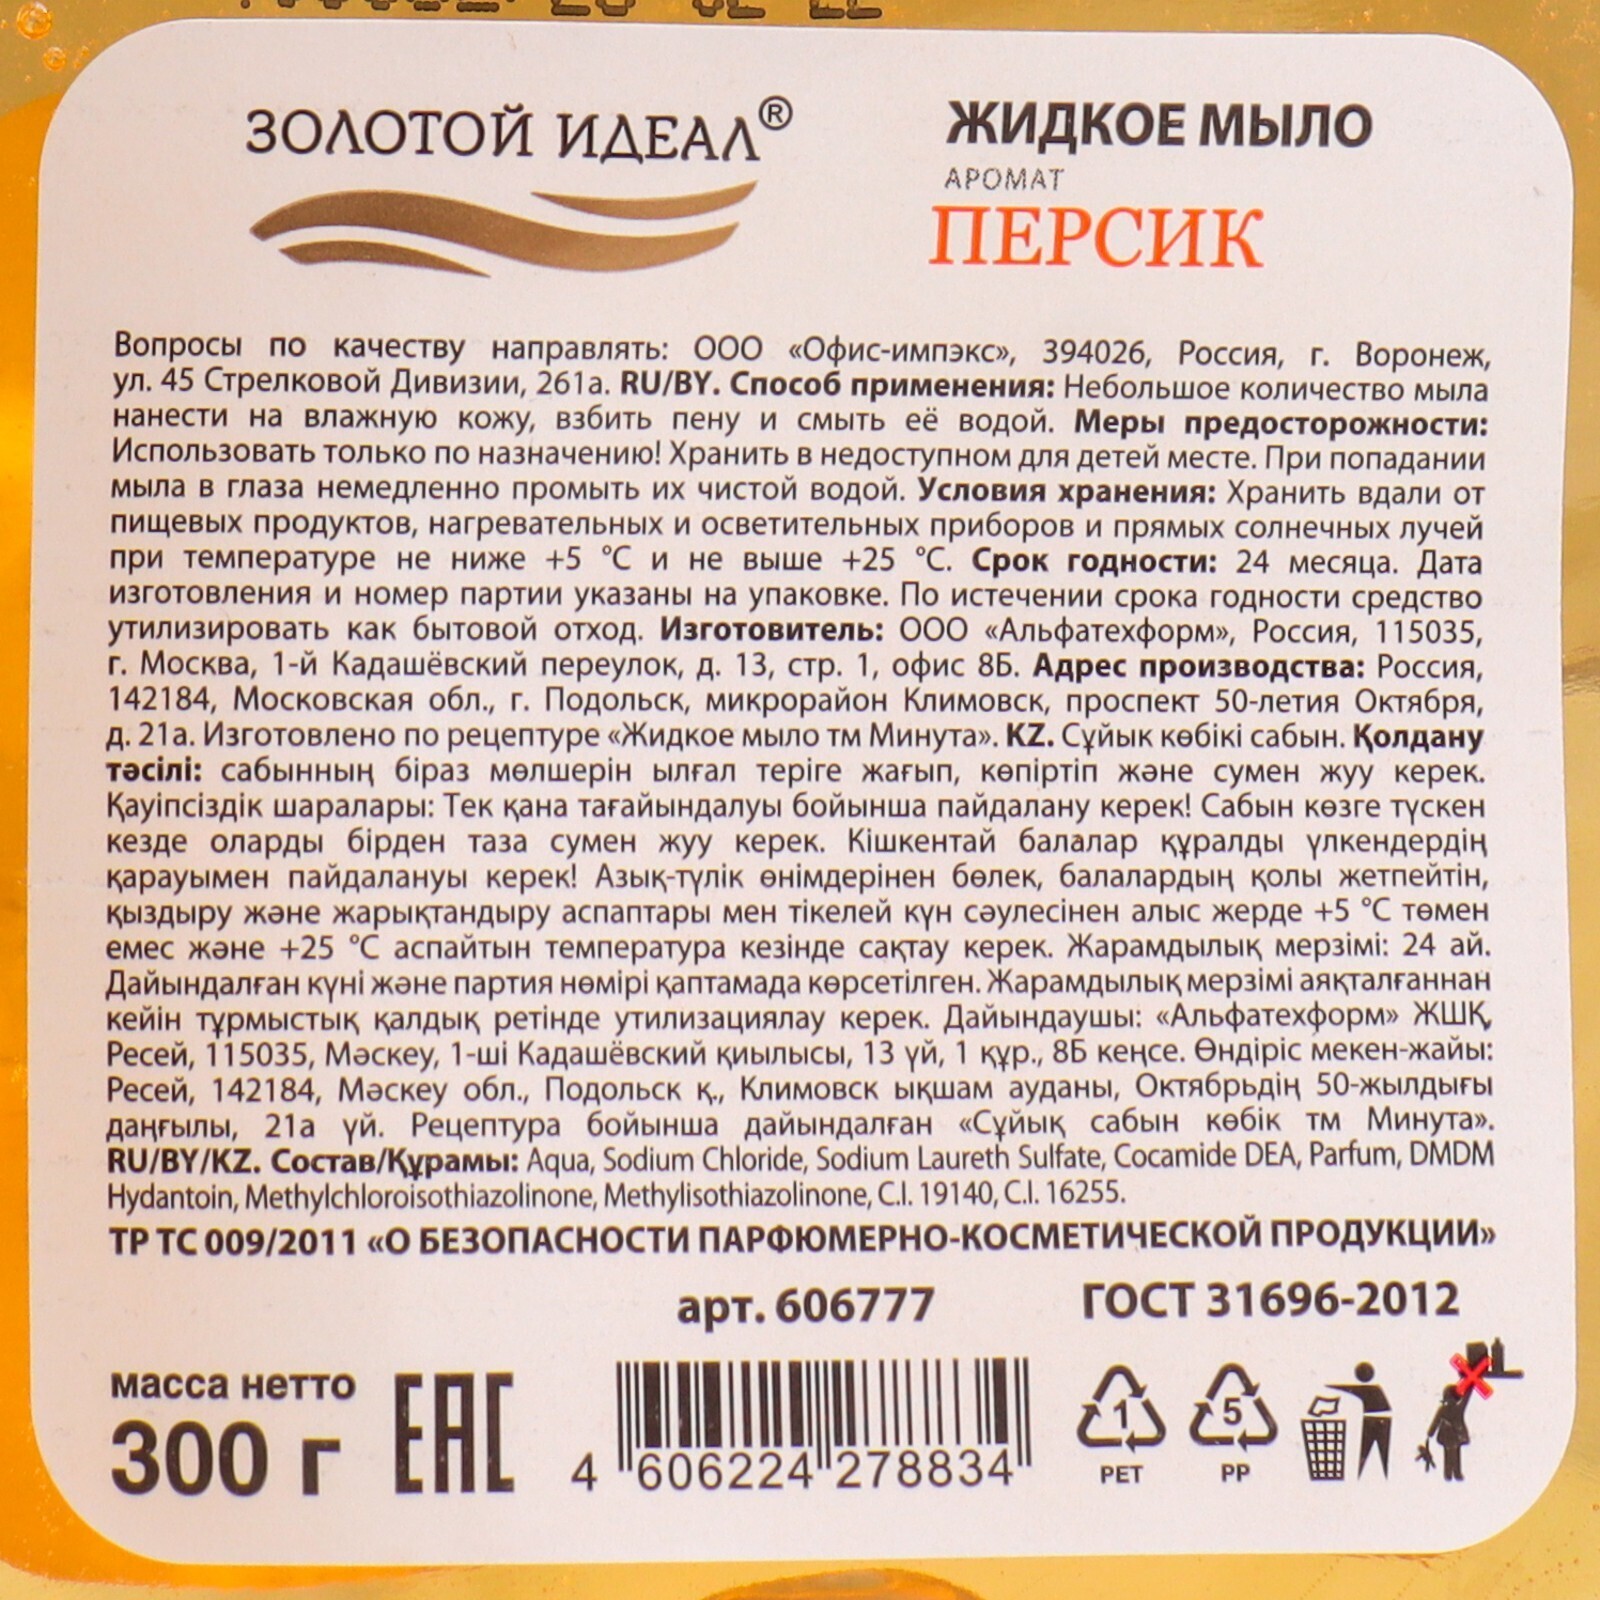 ЗОЛОТОЙ ИДЕАЛ®
ЖИДКОЕ МЫЛО
АРОМАТ
ПЕРСИК
Вопросы по качеству направлять: ООО «Офис-импэкс», 394026, Россия, г. Воронеж,
ул. 45 Стрелковой Дивизии, 261а. RU/BY. Способ применения: Небольшое количество мыла
нанести на влажную кожу, взбить пену и смыть её водой. Меры предосторожности:
Использовать только по назначению! Хранить в недоступном для детей месте. При попадании
мыла в глаза немедленно промыть их чистой водой. Условия хранения: Хранить вдали от
пищевых продуктов, нагревательных и осветительных приборов и прямых солнечных лучей
при температуре не ниже +5 °С и не выше +25 °С. Срок годности: 24 месяца. Дата
изготовления и номер партии указаны на упаковке. По истечении срока годности средство
утилизировать как бытовой отход. Изготовитель: ООО «Альфатехформ», Россия, 115035,
г. Москва, 1-й Кадашёвский переулок, д. 13, стр. 1, офис 8Б. Адрес производства: Россия,
142184, Московская обл., г. Подольск, микрорайон Климовск, проспект 50-летия Октября,
д. 21а. Изготовлено по рецептуре «Жидкое мыло тм Минута». KZ. Сұйык көбікі сабын. Қолдану
тәсілі: сабынның біраз мөлшерін ылғал теріге жағып, көпіртіп және сумен жуу керек.
Қауіпсіздік шаралары: Тек қана тағайындалуы бойынша пайдалану керек! Сабын көзге түскен
кезде оларды бірден таза сумен жуу керек. Кішкентай балалар құралды үлкендердің
қарауымен пайдалануы керек! Азық-түлік өнімдерінен бөлек, балалардың қолы жетпейтін,
қыздыру және жарықтандыру аспаптары мен тікелей күн сәулесінен алыс жерде +5 °С төмен
емес және +25 °С аспайтын температура кезінде сақтау керек. Жарамдылық мерзімі: 24 ай.
Дайындалған күні және партия нөмірі қаптамада көрсетілген. Жарамдылық мерзімі аяқталғаннан
кейін тұрмыстық қалдық ретінде утилизациялау керек. Дайындаушы: «Альфатехформ» ЖШҚ,
Ресей, 115035, Мәскеу, 1-ші Кадашёвский қиылысы, 13 үй, 1 құр., 8Б кеңсе. Өндіріс мекен-жайы:
Ресей, 142184, Мәскеу обл., Подольск қ., Климовск ықшам ауданы, Октябрьдің 50-жылдығы
даңғылы, 21а үй. Рецептура бойынша дайындалған «Сұйық сабын көбік тм Минута».
RU/BY/KZ. Состав/Құрамы: Aqua, Sodium Chloride, Sodium Laureth Sulfate, Cocamide DEA, Parfum, DMDM
Hydantoin, Methylchloroisothiazolinone, Methylisothiazolinone, C.I. 19140, C.I. 16255.
ТР ТС 009/2011 «О БЕЗОПАСНОСТИ ПАРФЮМЕРНО-КОСМЕТИЧЕСКОЙ ПРОДУКЦИИ»
арт. 606777
ГОСТ 31696-2012
масса нетто
300 г
EAC
4 606224 278834
1
PET
5
PP